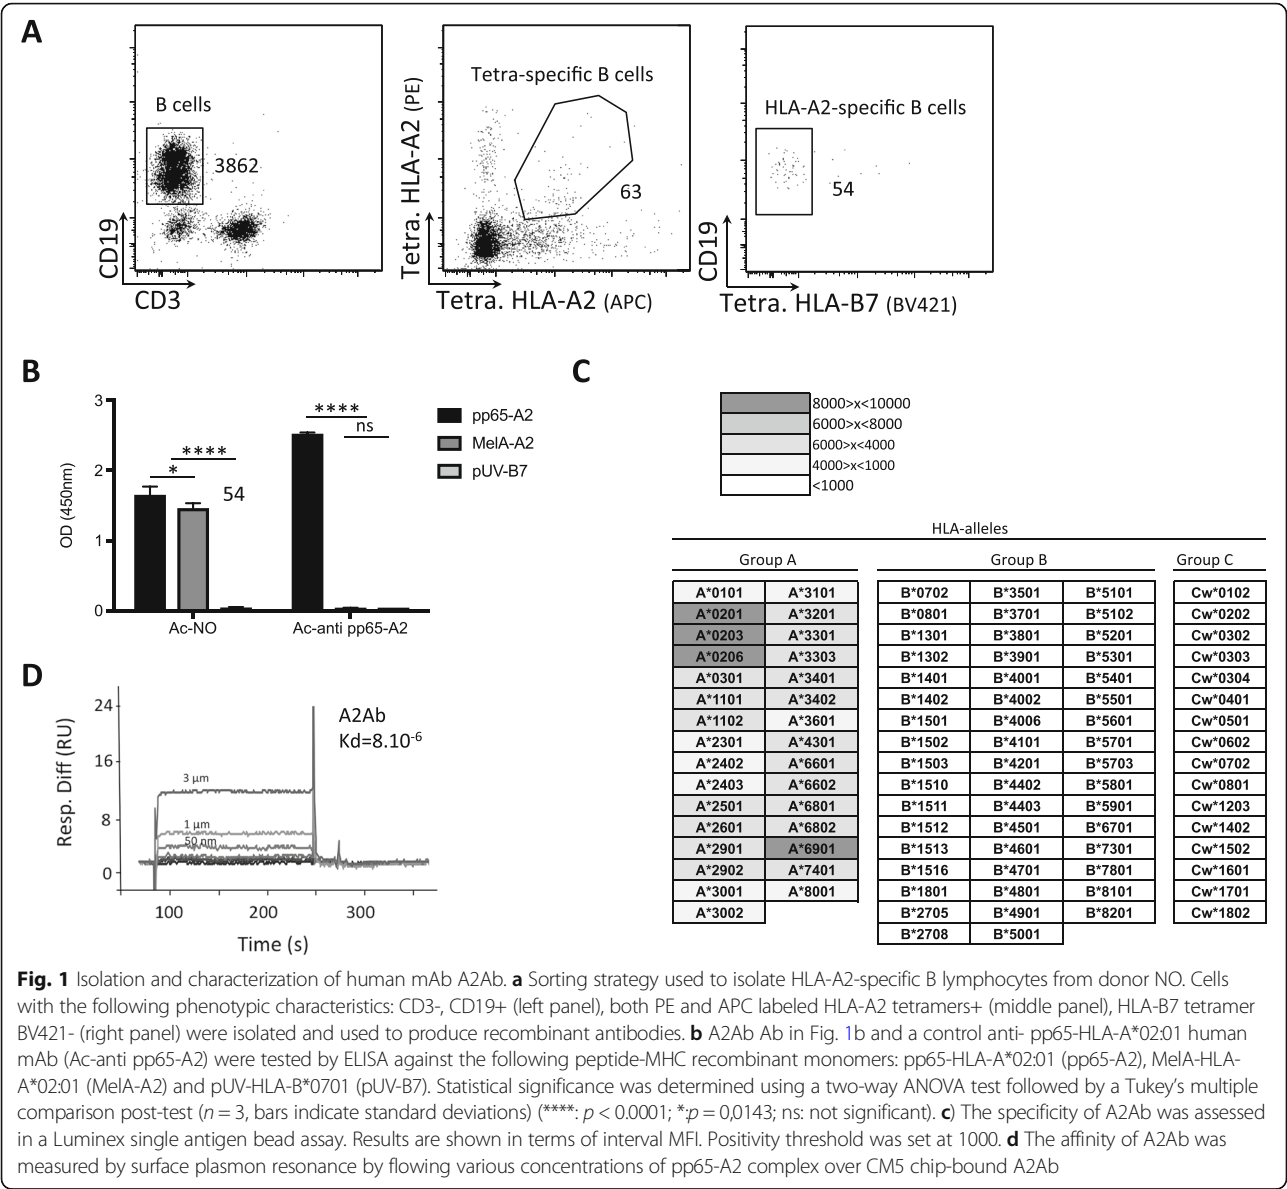 A
B cells
3862
CD19
CD3
Tetra-specific B cells
63
Tetra. HLA-A2 (PE)
Tetra. HLA-A2 (APC)
HLA-A2-specific B cells
54
CD19
Tetra. HLA-B7 (BV421)
B
3
2
1
0
OD (450nm)
****
*
54
****
ns
Ac-NO
Ac-anti pp65-A2
pp65-A2
MelA-A2
pUV-B7
C
8000>x<10000
6000>x<8000
6000>x<4000
4000>x<1000
<1000
HLA-alleles
Group A Group B Group C
A*0101 A*3101 B*0702 B*3501 B*5101 Cw*0102
A*0201 A*3201 B*0801 B*3701 B*5102 Cw*0202
A*0203 A*3301 B*1301 B*3801 B*5201 Cw*0302
A*0206 A*3303 B*1302 B*3901 B*5301 Cw*0303
A*0301 A*3401 B*1401 B*4001 B*5401 Cw*0304
A*1101 A*3402 B*1402 B*4002 B*5501 Cw*0401
A*1102 A*3601 B*1501 B*4006 B*5601 Cw*0501
A*2301 A*4301 B*1502 B*4101 B*5701 Cw*0602
A*2402 A*6601 B*1503 B*4201 B*5703 Cw*0702
A*2403 A*6602 B*1510 B*4402 B*5801 Cw*0801
A*2501 A*6801 B*1511 B*4403 B*5901 Cw*1203
A*2601 A*6802 B*1512 B*4501 B*6701 Cw*1402
A*2901 A*6901 B*1513 B*4601 B*7301 Cw*1502
A*2902 A*7401 B*1516 B*4701 B*7801 Cw*1601
A*3001 A*8001 B*1801 B*4801 B*8101 Cw*1701
A*3002 B*2705 B*4901 B*8201 Cw*1802
B*2708 B*5001
D
24
16
8
0
Resp. Diff (RU)
A2Ab
Kd=8.10-6
3 µm
1 µm
50 nm
100 200 300
Time (s)
Fig. 1 Isolation and characterization of human mAb A2Ab. a Sorting strategy used to isolate HLA-A2-specific B lymphocytes from donor NO. Cells
with the following phenotypic characteristics: CD3-, CD19+ (left panel), both PE and APC labeled HLA-A2 tetramers+ (middle panel), HLA-B7 tetramer
BV421- (right panel) were isolated and used to produce recombinant antibodies. b A2Ab Ab in Fig. 1b and a control anti- pp65-HLA-A*02:01 human
mAb (Ac-anti pp65-A2) were tested by ELISA against the following peptide-MHC recombinant monomers: pp65-HLA-A*02:01 (pp65-A2), MelA-HLA-
A*02:01 (MelA-A2) and pUV-HLA-B*0701 (pUV-B7). Statistical significance was determined using a two-way ANOVA test followed by a Tukey’s multiple
comparison post-test (n = 3, bars indicate standard deviations) (****: p < 0.0001; *:p = 0,0143; ns: not significant). c) The specificity of A2Ab was assessed
in a Luminex single antigen bead assay. Results are shown in terms of interval MFI. Positivity threshold was set at 1000. d The affinity of A2Ab was
measured by surface plasmon resonance by flowing various concentrations of pp65-A2 complex over CM5 chip-bound A2Ab